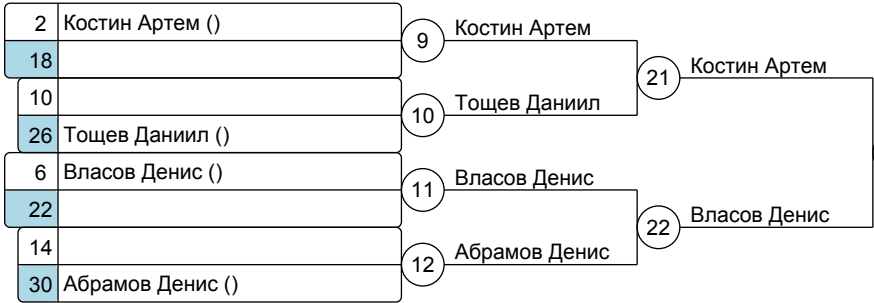 2 Костин Артем ()
18
9 Костин Артем
10
26 Тощев Даниил ()
10 Тощев Даниил
21 Костин Артем
6 Власов Денис ()
22
11 Власов Денис
14
30 Абрамов Денис ()
12 Абрамов Денис
22 Власов Денис